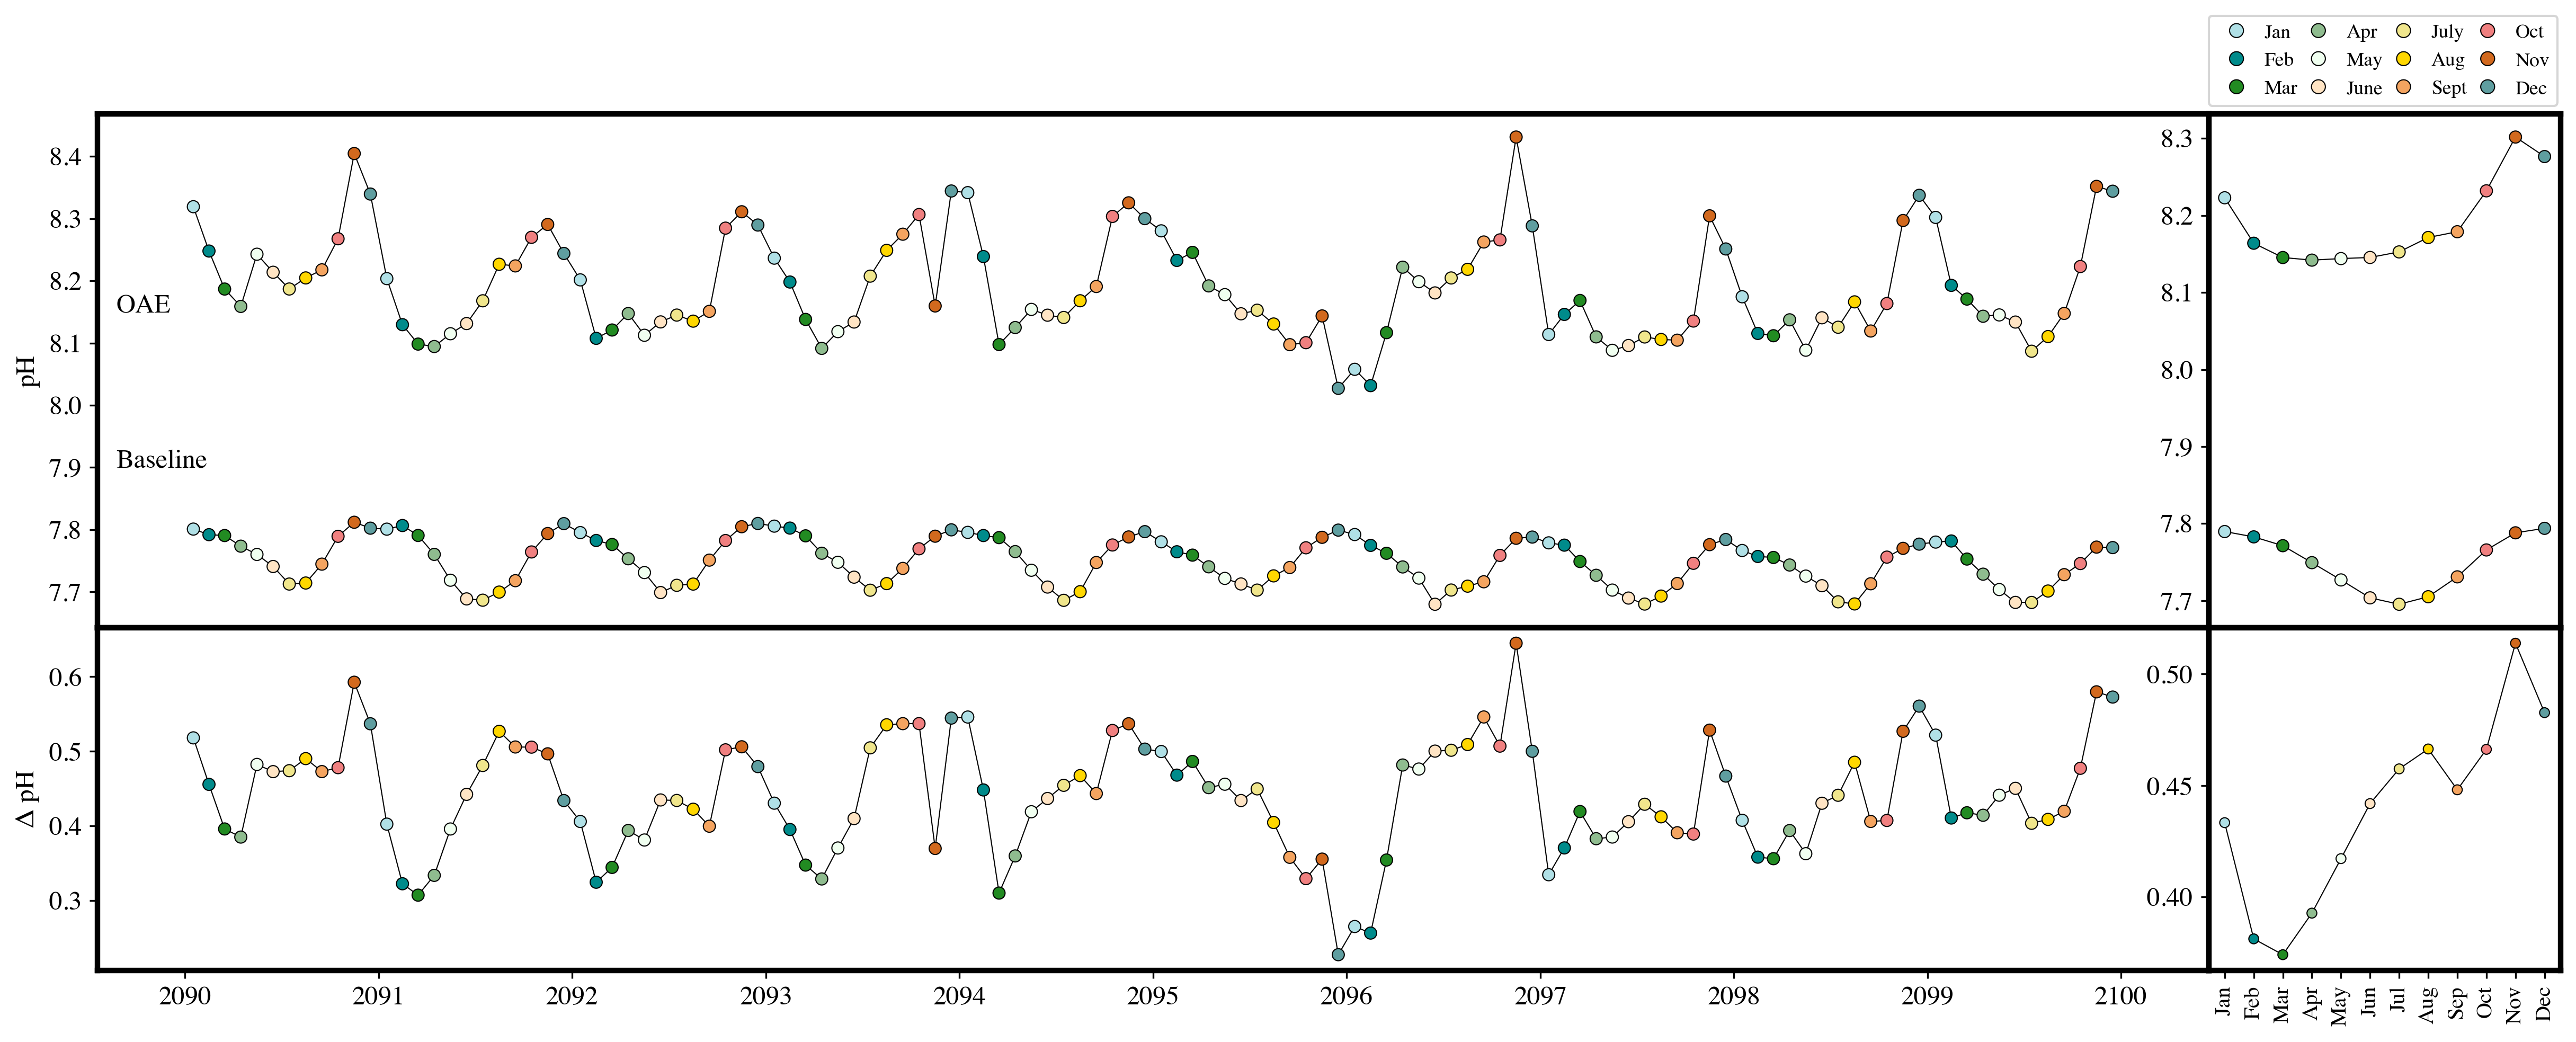 Jan Apr July Oct
Feb May Aug Nov
Mar June Sept Dec
8.4
8.3
8.2
8.1
8.0
7.9
7.8
7.7
pH
OAE
Baseline
8.3
8.2
8.1
8.0
7.9
7.8
7.7
0.6
0.5
0.4
0.3
Δ pH
0.50
0.45
0.40
2090 2091 2092 2093 2094 2095 2096 2097 2098 2099 2100
Jan Feb Mar Apr May Jun Jul Aug Sep Oct Nov Dec